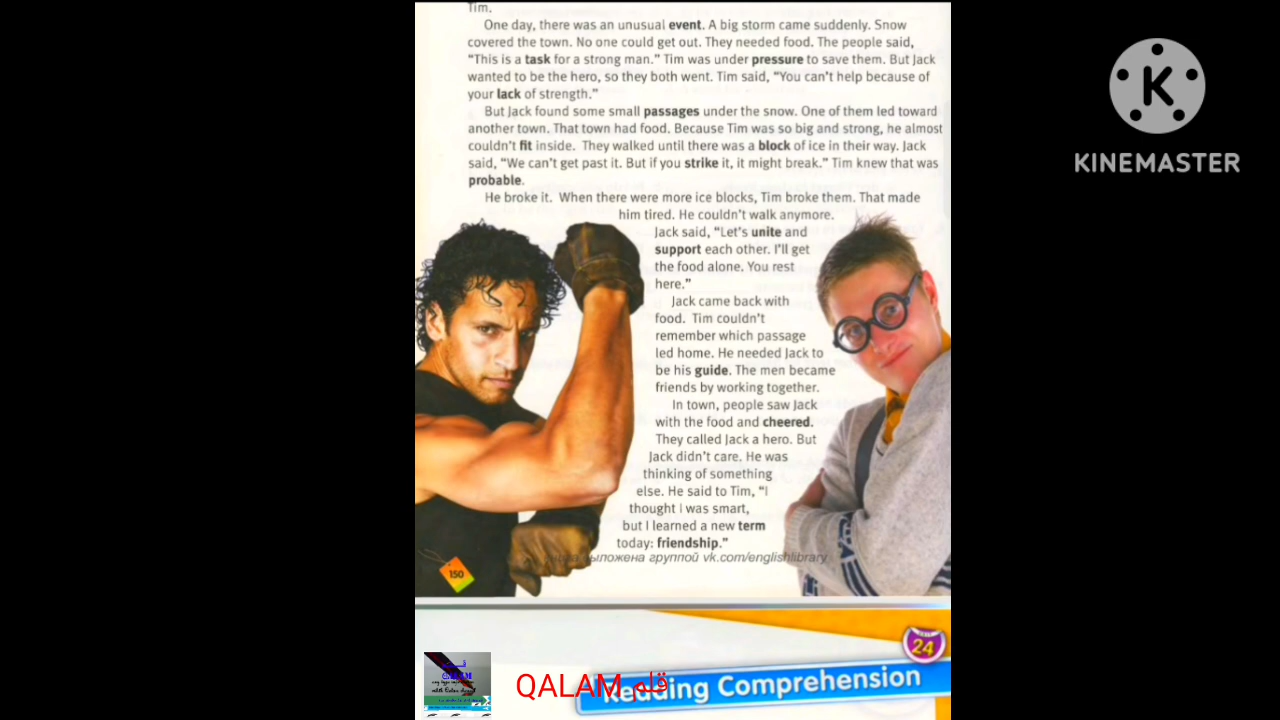 Tim.
One day, there was an unusual event. A big storm came suddenly. Snow
covered the town. No one could get out. They needed food. The people said,
“This is a task for a strong man.” Tim was under pressure to save them. But Jack
wanted to be the hero, so they both went. Tim said, “You can’t help because of
your lack of strength.”
But Jack found some small passages under the snow. One of them led toward
another town. That town had food. Because Tim was so big and strong, he almost
couldn’t fit inside. They walked until there was a block of ice in their way. Jack
said, “We can’t get past it. But if you strike it, it might break.” Tim knew that was
probable.
He broke it. When there were more ice blocks, Tim broke them. That made
him tired. He couldn’t walk anymore.
Jack said, “Let’s unite and
support each other. I’ll get
the food alone. You rest
here.”
Jack came back with
food. Tim couldn’t
remember which passage
led home. He needed Jack to
be his guide. The men became
friends by working together.
In town, people saw Jack
with the food and cheered.
They called Jack a hero. But
Jack didn’t care. He was
thinking of something
else. He said to Tim, “I
thought I was smart,
but I learned a new term
today: friendship.”
группой vk.com/englishlibrary
150
24
QALAM قلم
Reading Comprehension
KINEMASTER